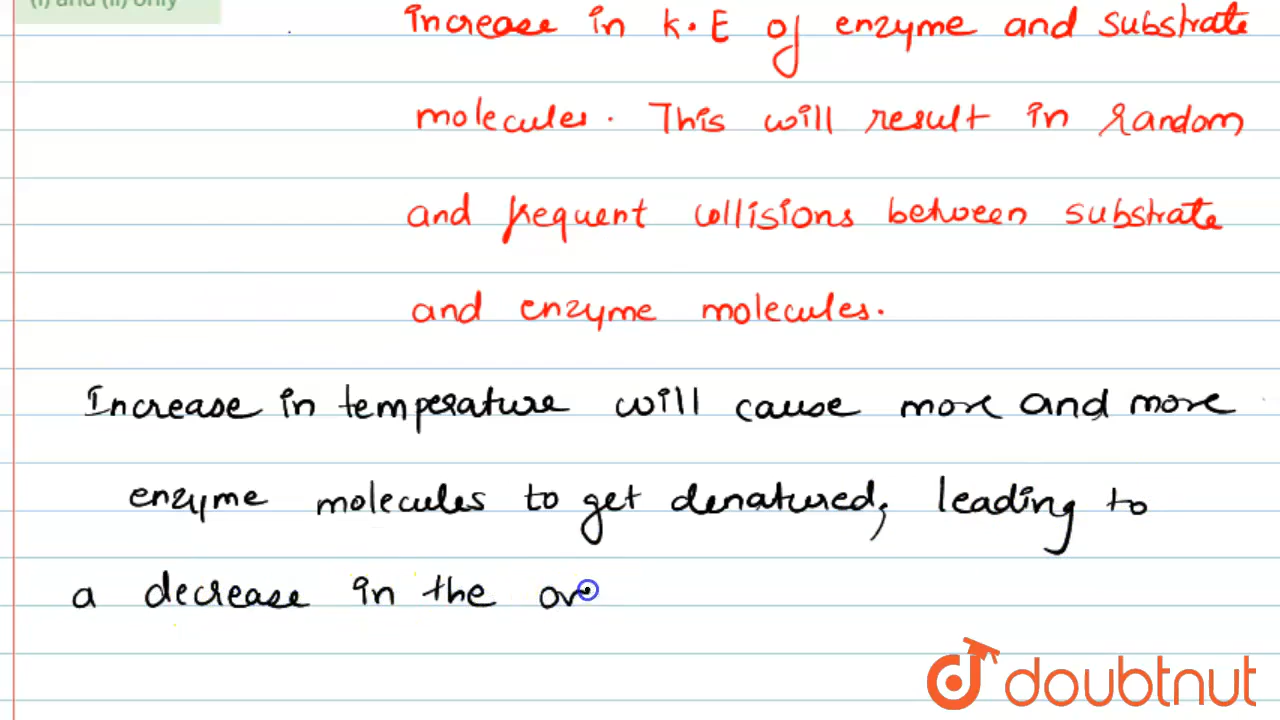 (i) and (ii) only
increase in K.E of enzyme and substrate
molecules. This will result in random
and frequent collisions between substrate
and enzyme molecules.
Increase in temperature will cause more and more
enzyme molecules to get denatured, leading to
a decrease in the ov
doubtnut